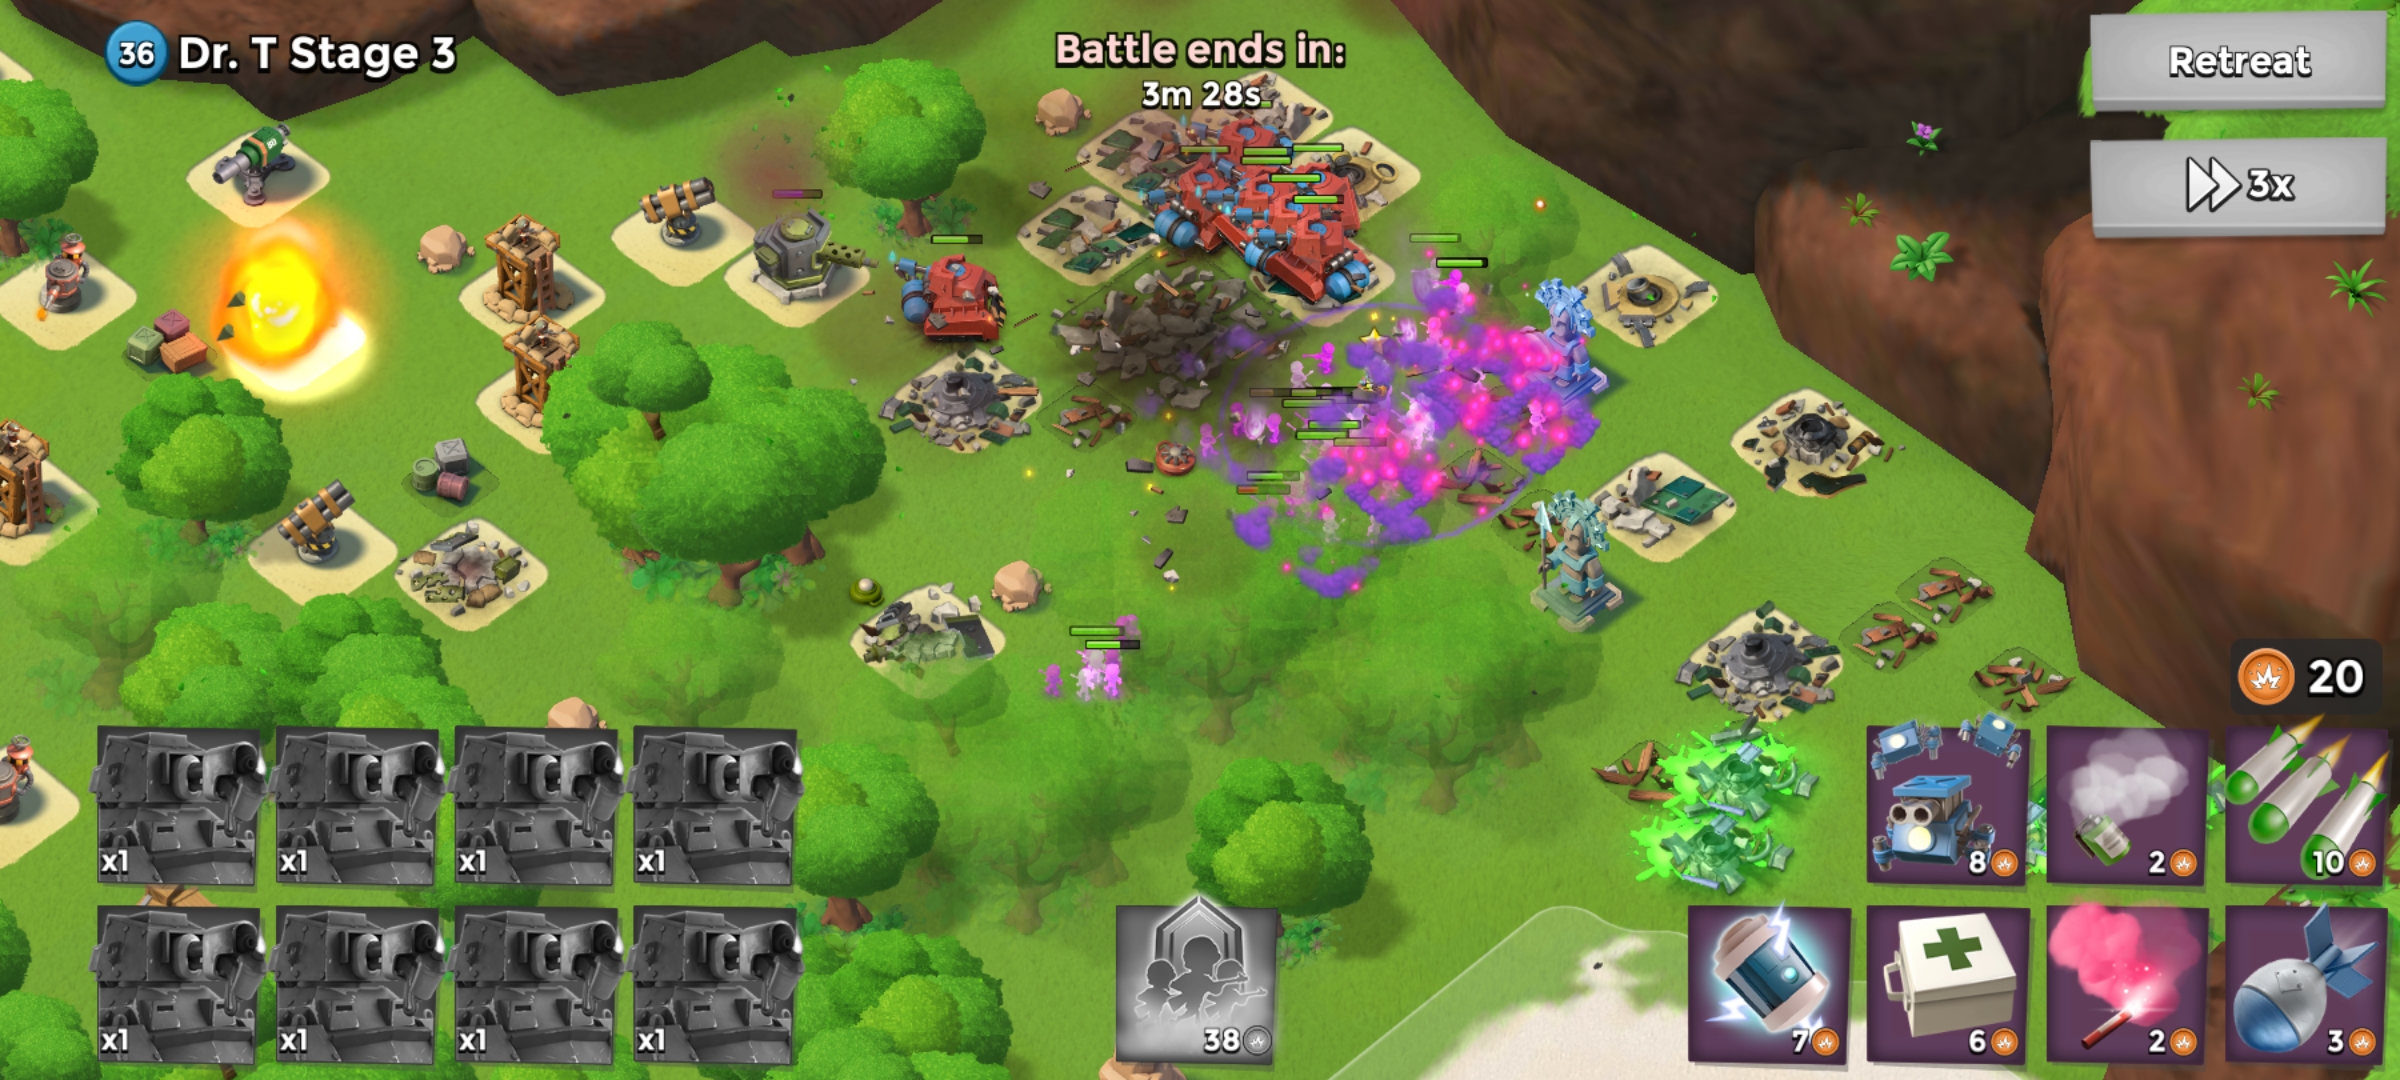 36 Dr. T Stage 3
Battle ends in:
3m 28s
Retreat
3x
20
x1 x1 x1 x1
8 2 10
x1 x1 x1 x1
38
7 6 2 3